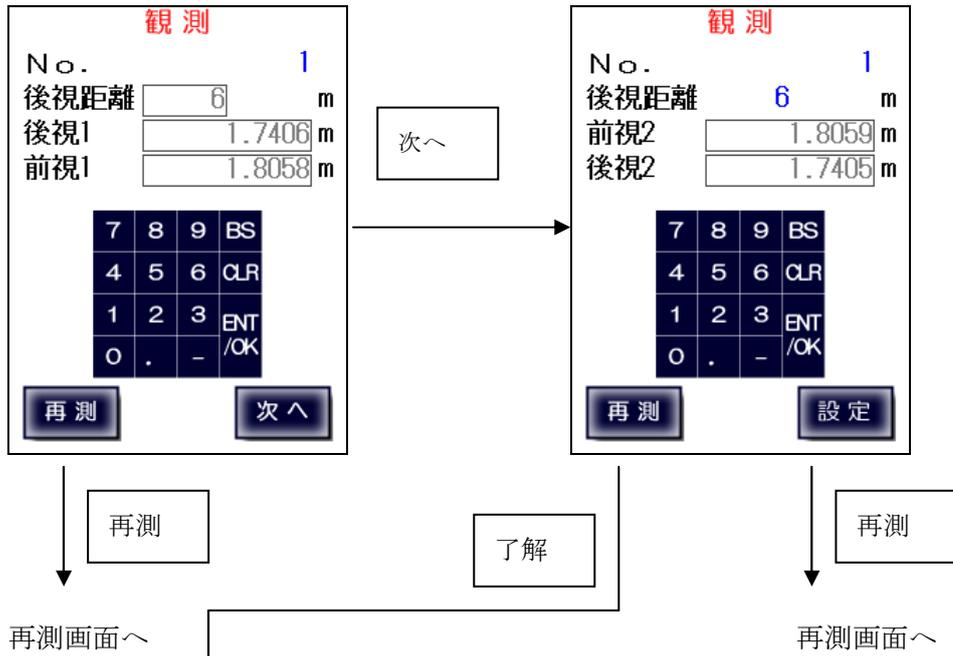 観 測
No. 1
後視距離 6 m
後視1 1.7406 m
前視1 1.8058 m
7 8 9 BS
4 5 6 CLR
1 2 3 ENT
0 . - /OK
再 測 次 へ
次へ
観 測
No. 1
後視距離 6 m
前視2 1.8059 m
後視2 1.7405 m
7 8 9 BS
4 5 6 CLR
1 2 3 ENT
0 . - /OK
再 測 設 定
再測
了解
再測
再測画面へ
再測画面へ